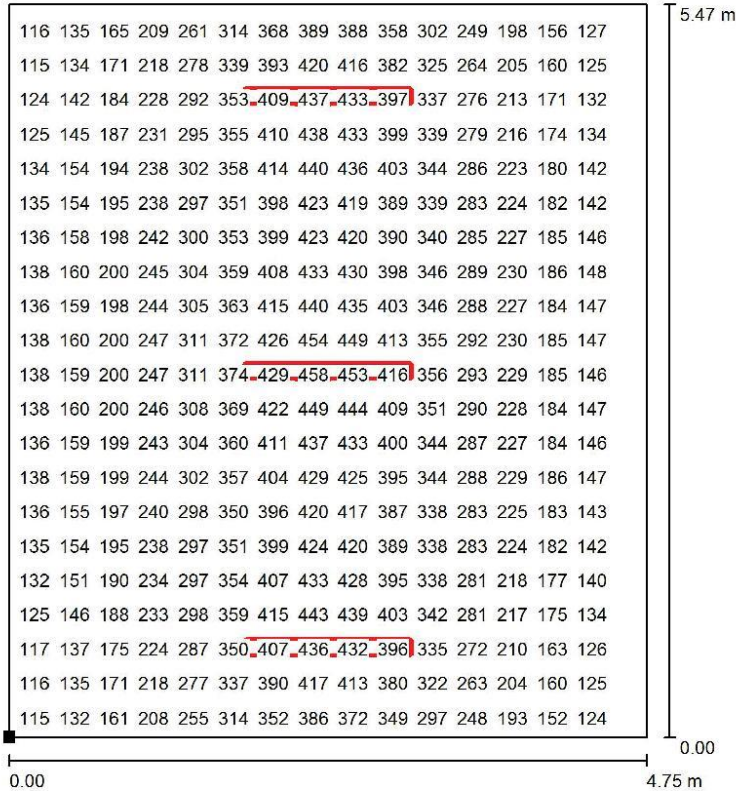 5.47 m
116 135 165 209 261 314 368 389 388 358 302 249 198 156 127
115 134 171 218 278 339 393 420 416 382 325 264 205 160 125
124 142 184 228 292 353 409 437 433 397 337 276 213 171 132
125 145 187 231 295 355 410 438 433 399 339 279 216 174 134
134 154 194 238 302 358 414 440 436 403 344 286 223 180 142
135 154 195 238 297 351 398 423 419 389 339 283 224 182 142
136 158 198 242 300 353 399 423 420 390 340 285 227 185 146
138 160 200 245 304 359 408 433 430 398 346 289 230 186 148
136 159 198 244 305 363 415 440 435 403 346 288 227 184 147
138 160 200 247 311 372 426 454 449 413 355 292 230 185 147
138 159 200 247 311 374 429 458 453 416 356 293 229 185 146
138 160 200 246 308 369 422 449 444 409 351 290 228 184 147
136 159 199 243 304 360 411 437 433 400 344 287 227 184 146
138 159 199 244 302 357 404 429 425 395 344 288 229 186 147
136 155 197 240 298 350 396 420 417 387 338 283 225 183 143
135 154 195 238 297 351 399 424 420 389 338 283 224 182 142
132 151 190 234 297 354 407 433 428 395 338 281 218 177 140
125 146 188 233 298 359 415 443 439 403 342 281 217 175 134
117 137 175 224 287 350 407 436 432 396 335 272 210 163 126
116 135 171 218 277 337 390 417 413 380 322 263 204 160 125
115 132 161 208 255 314 352 386 372 349 297 248 193 152 124
0.00
0.00 4.75 m